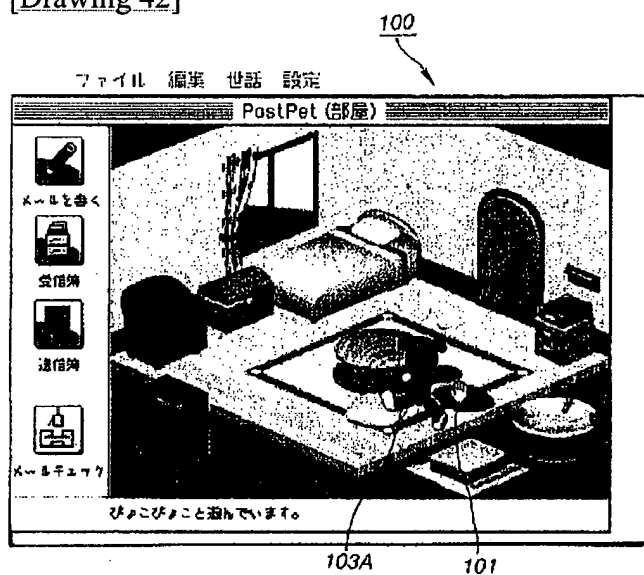 [Drawing 42]
100
ファイル 編集 世話 設定
PostPet (部屋)
メールを書く
受信簿
送信簿
メールチェック
ぴょこぴょこと遊んでいます。
103A 101